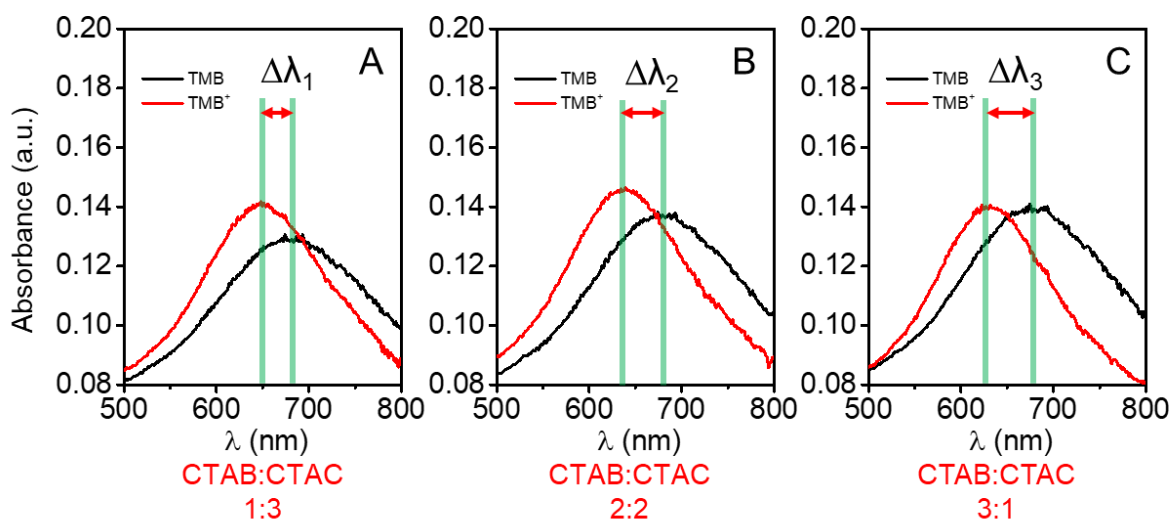 A
TMB
TMB⁺
Δλ₁
0.20
0.18
0.16
0.14
0.12
0.10
0.08
Absorbance (a.u.)
500 600 700 800
λ (nm)
CTAB:CTAC
1:3
B
TMB
TMB⁺
Δλ₂
0.20
0.18
0.16
0.14
0.12
0.10
0.08
500 600 700 800
λ (nm)
CTAB:CTAC
2:2
C
TMB
TMB⁺
Δλ₃
0.20
0.18
0.16
0.14
0.12
0.10
0.08
500 600 700 800
λ (nm)
CTAB:CTAC
3:1